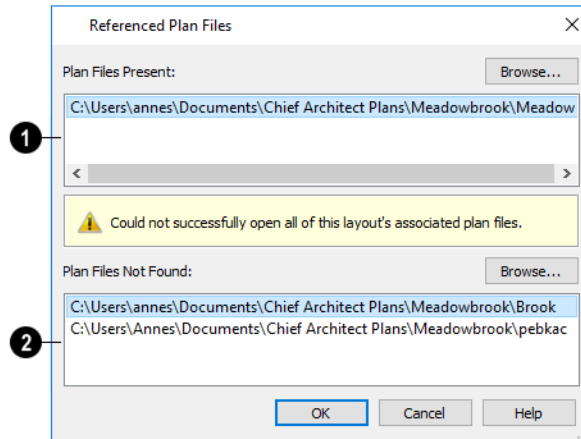 Referenced Plan Files
Plan Files Present:
Browse...
1
C:\Users\annes\Documents\Chief Architect Plans\Meadowbrook\Meadow
Could not successfully open all of this layout's associated plan files.
Plan Files Not Found:
Browse...
2
C:\Users\annes\Documents\Chief Architect Plans\Meadowbrook\Brook
C:\Users\Annes\Documents\Chief Architect Plans\Meadowbrook\pebkac
OK Cancel Help